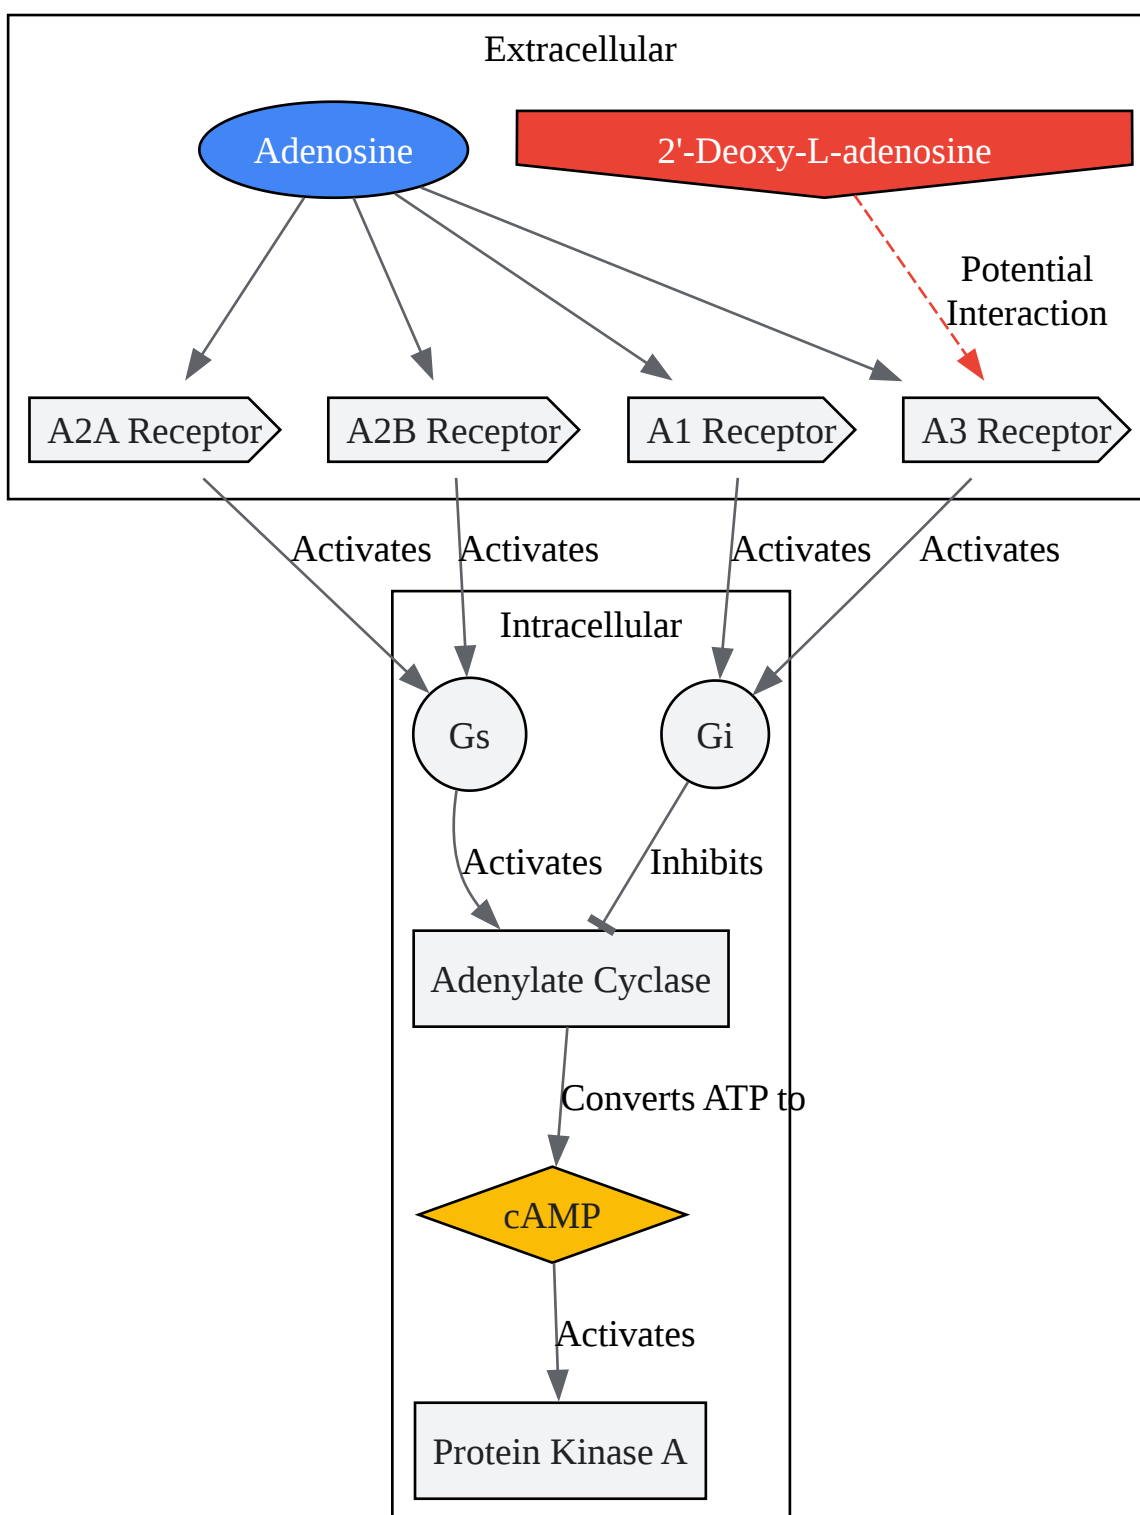 Extracellular
Adenosine
2'-Deoxy-L-adenosine
Potential
Interaction
A2A Receptor
A2B Receptor
A1 Receptor
A3 Receptor
Activates
Activates
Activates
Activates
Intracellular
Gs
Gi
Activates
Inhibits
Adenylate Cyclase
Converts ATP to
cAMP
Activates
Protein Kinase A